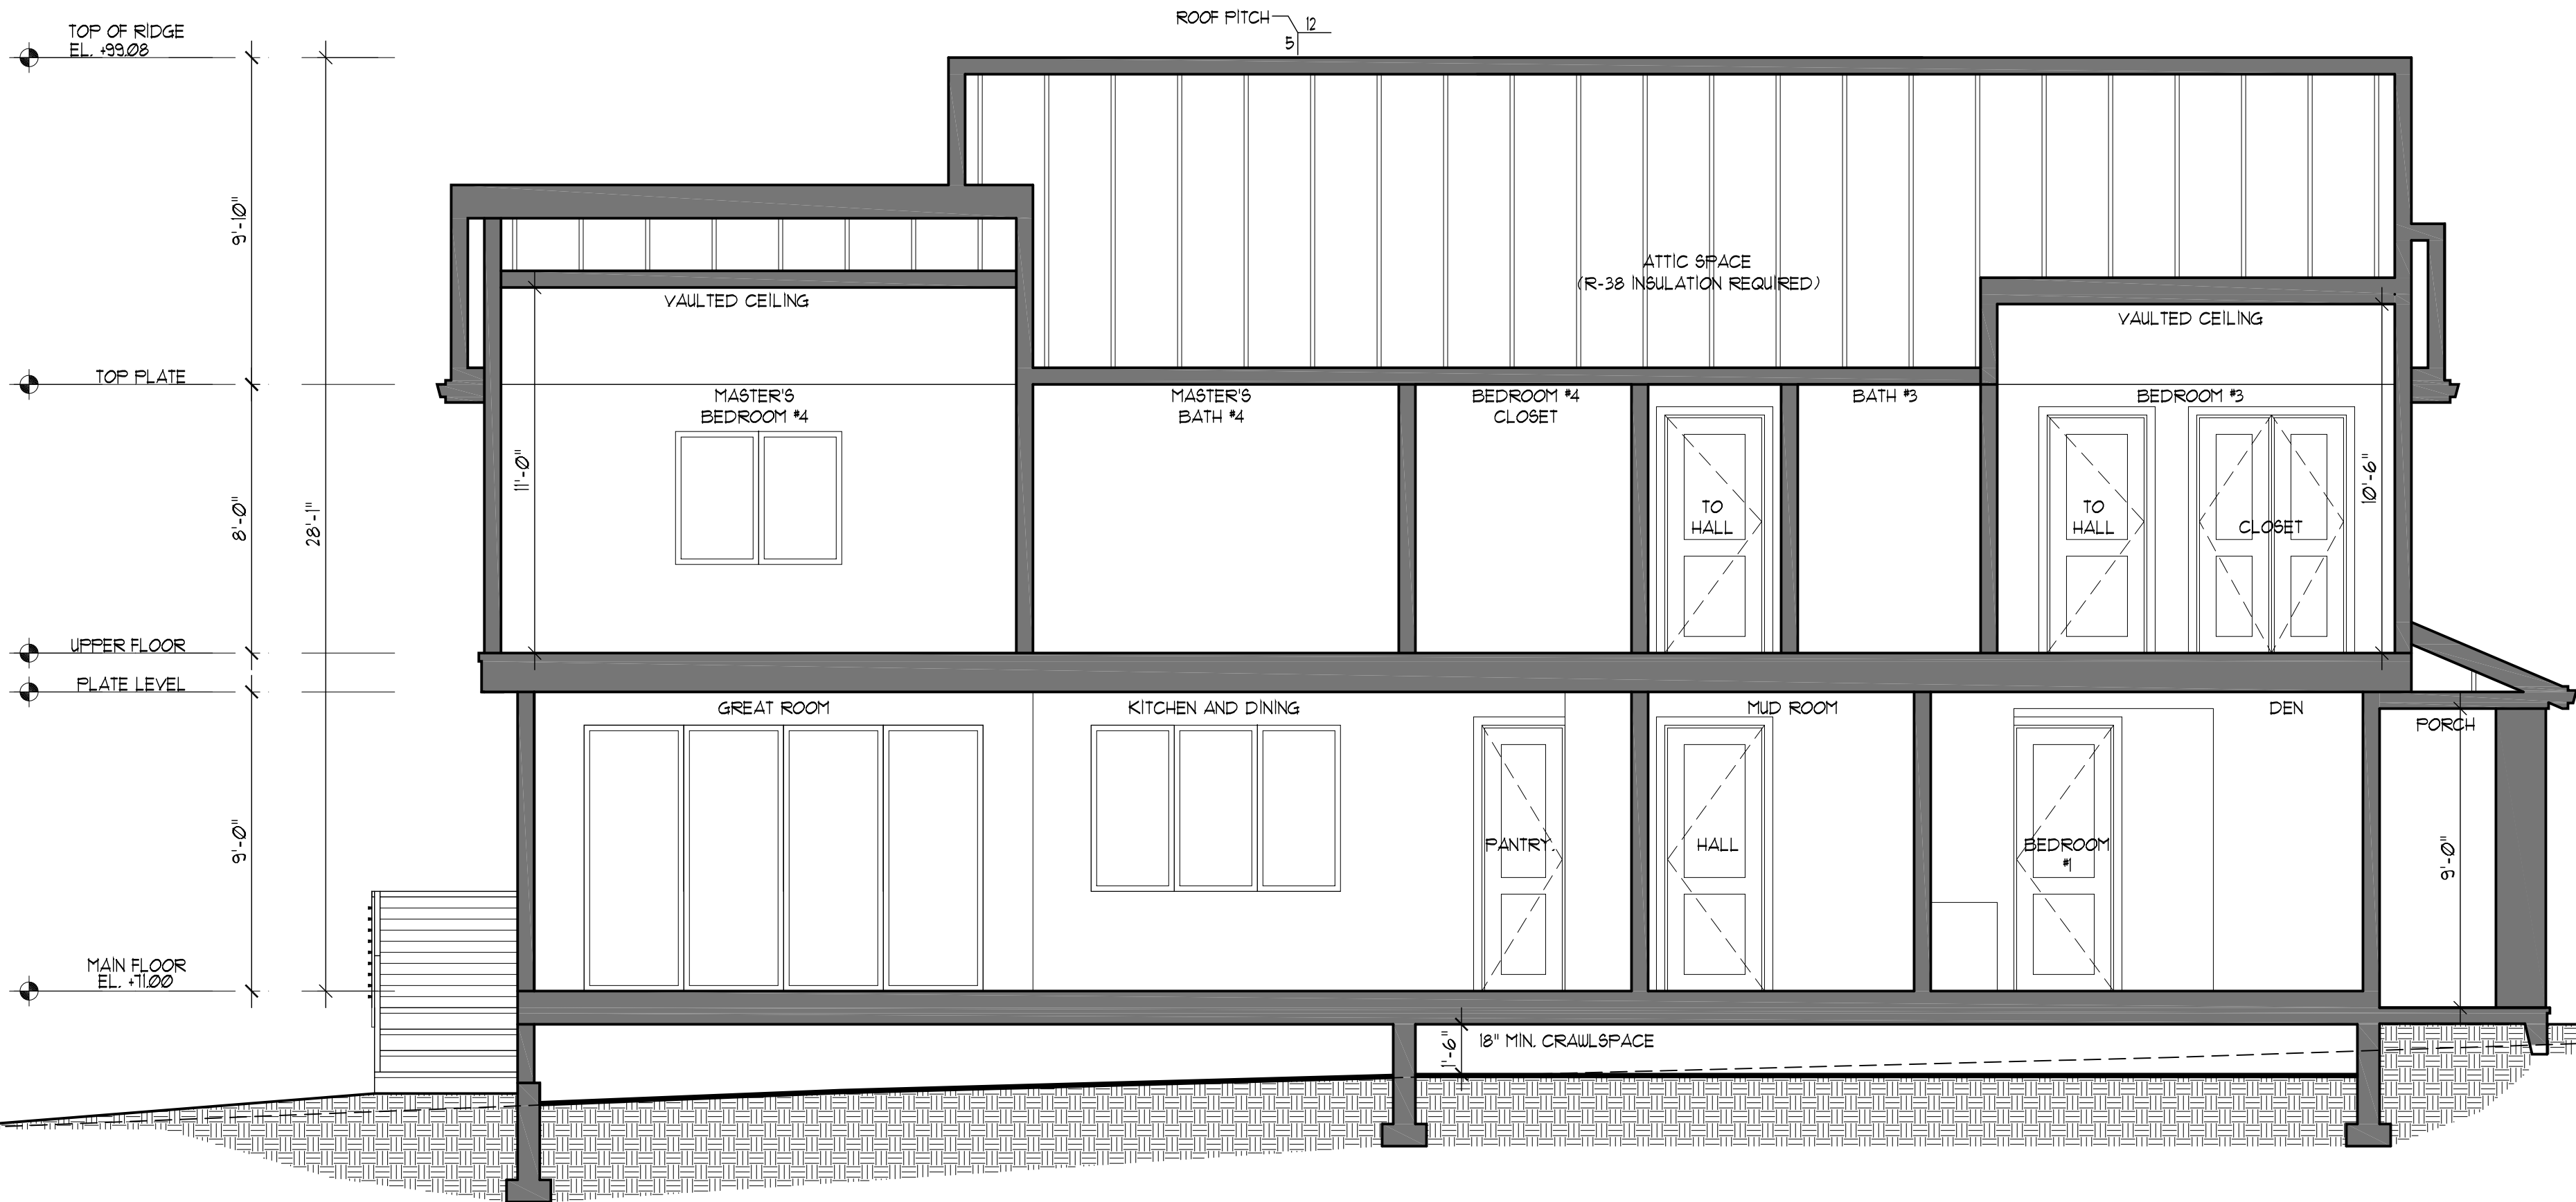 ROOF PITCH
12
5
TOP OF RIDGE
EL. +99.08
9'-10"
ATTIC SPACE
(R-38 INSULATION REQUIRED)
VAULTED CEILING
VAULTED CEILING
TOP PLATE
MASTER'S
BEDROOM #4
MASTER'S
BATH #4
BEDROOM #4
CLOSET
BATH #3
BEDROOM #3
11'-0"
10'-6"
8'-0"
28'-1"
TO
HALL
TO
HALL
CLOSET
UPPER FLOOR
PLATE LEVEL
GREAT ROOM
KITCHEN AND DINING
MUD ROOM
DEN
PORCH
9'-0"
PANTRY.
HALL
BEDROOM
#1
9'-0"
MAIN FLOOR
EL. +71.00
1'-6"
18" MIN. CRAWLSPACE